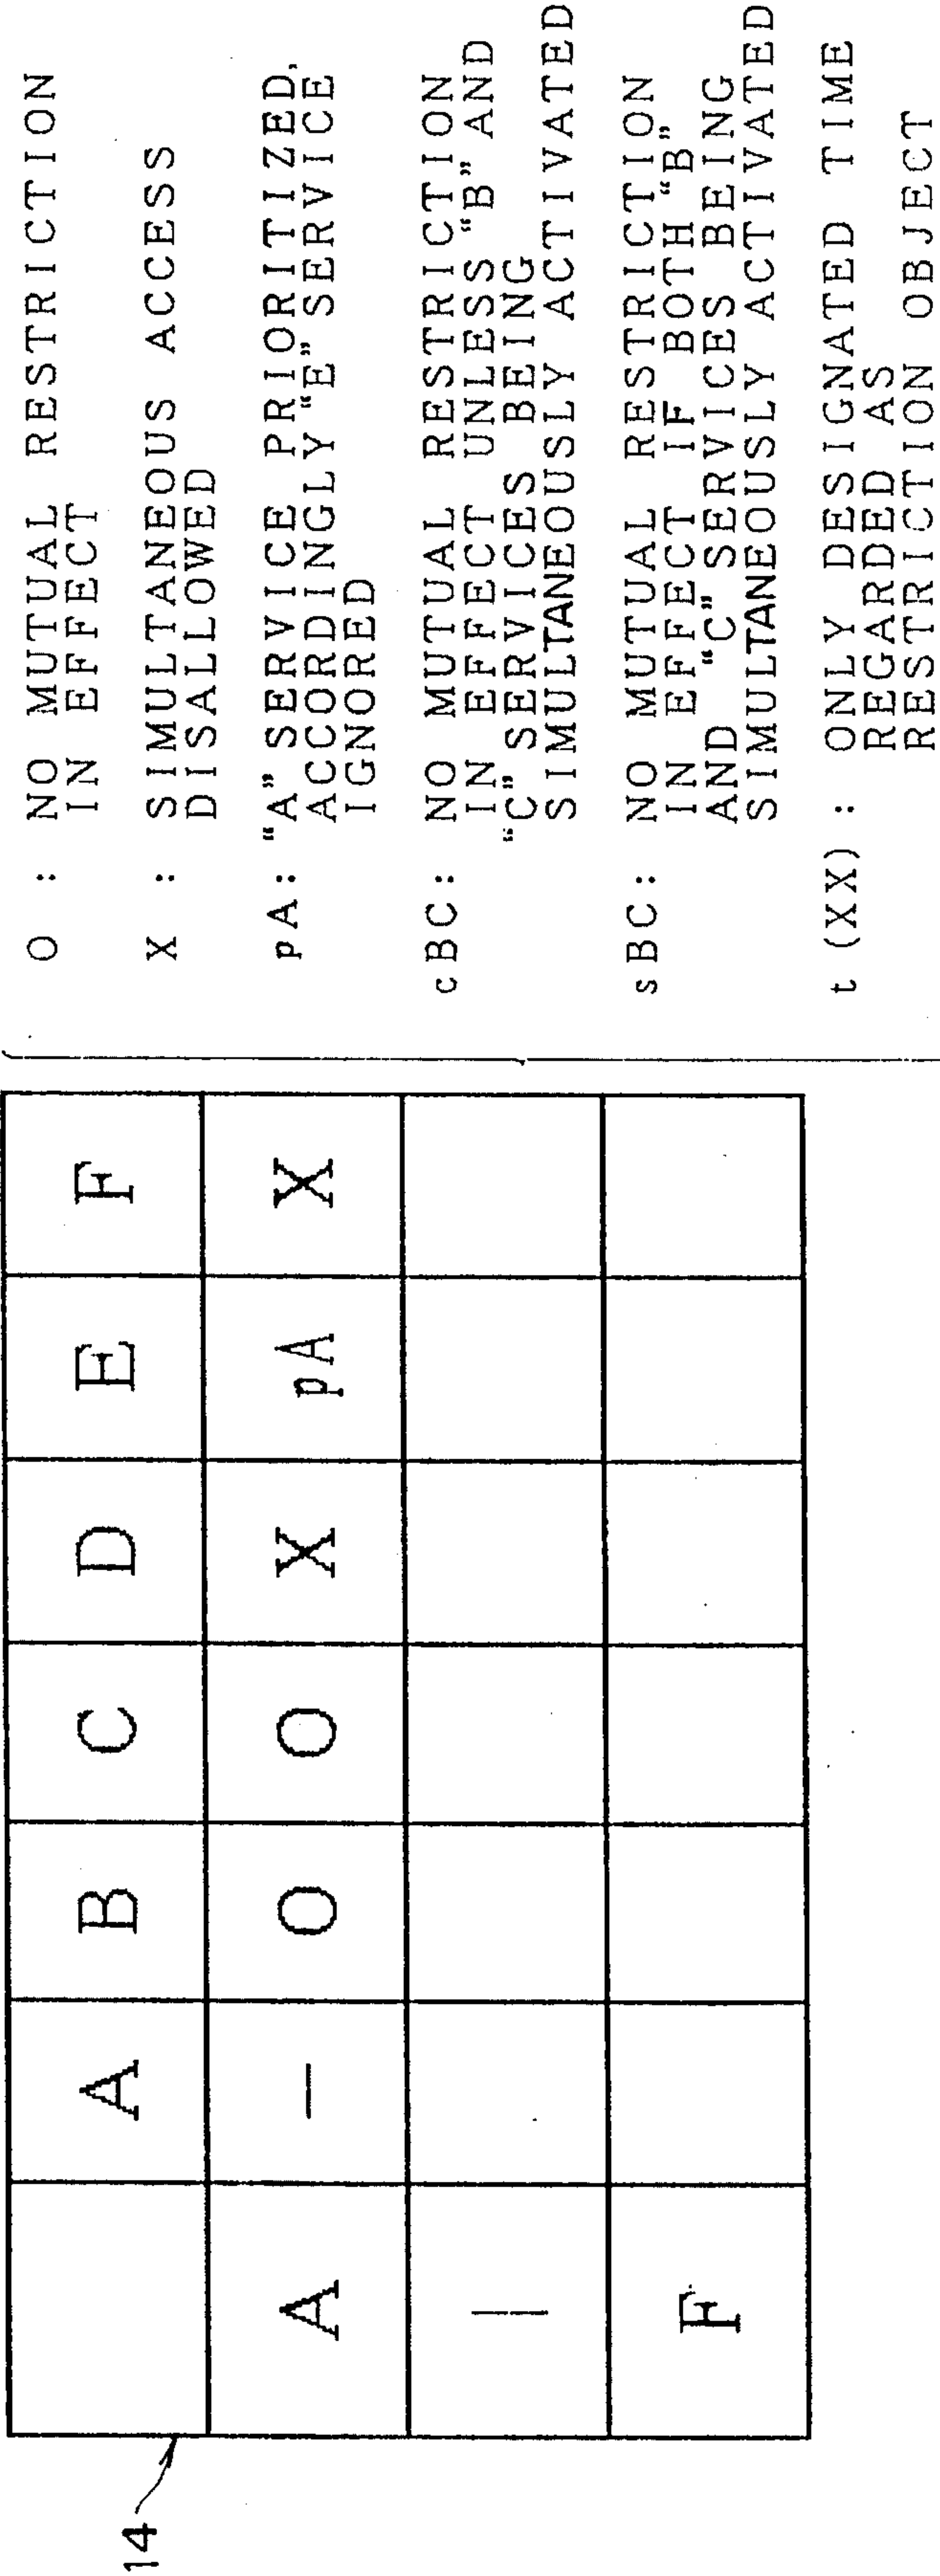 14
A B C D E F
A — O O X pA X
|
F
O : NO MUTUAL RESTRICTION
IN EFFECT
X : SIMULTANEOUS ACCESS
DISALLOWED
pA: "A" SERVICE PRIORITIZED,
ACCORDINGLY "E" SERVICE
IGNORED
cBC: NO MUTUAL RESTRICTION
IN EFFECT UNLESS "B" AND
"C" SERVICES BEING
SIMULTANEOUSLY ACTIVATED
sBC: NO MUTUAL RESTRICTION
IN EFFECT IF BOTH "B"
AND "C" SERVICES BEING
SIMULTANEOUSLY ACTIVATED
t (XX) : ONLY DESIGNATED TIME
REGARDED AS
RESTRICTION OBJECT